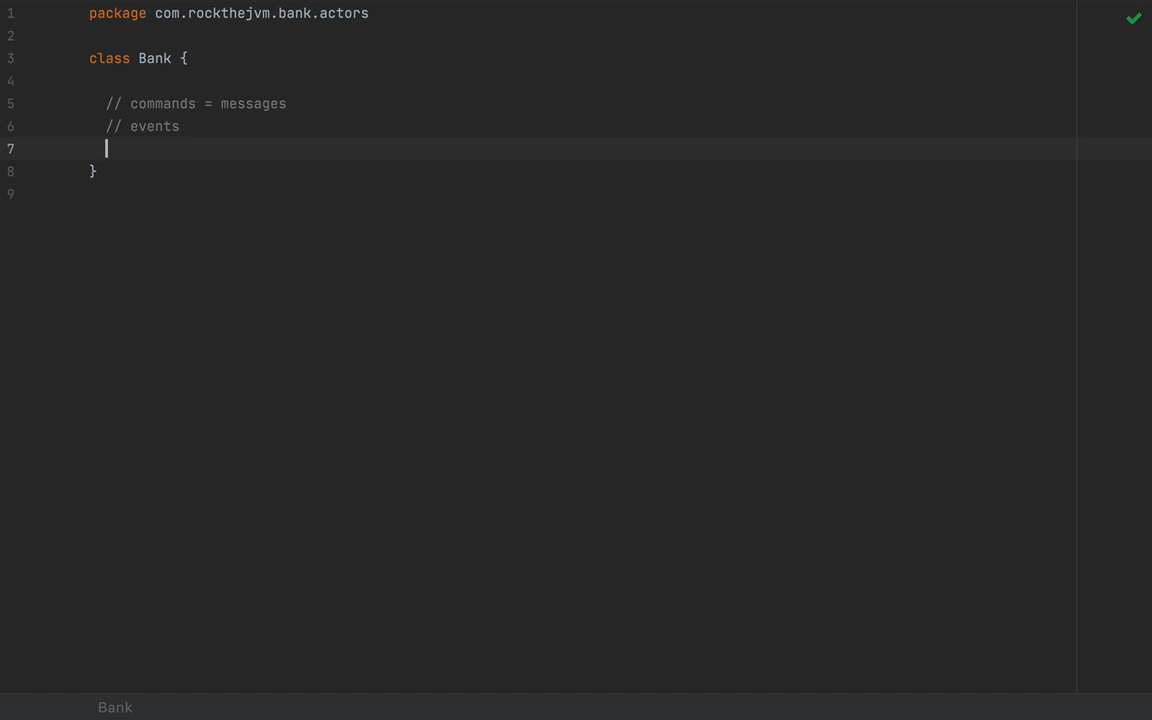 1 package com.rockthejvm.bank.actors
2
3 class Bank {
4
5 // commands = messages
6 // events
7
8 }
9
Bank